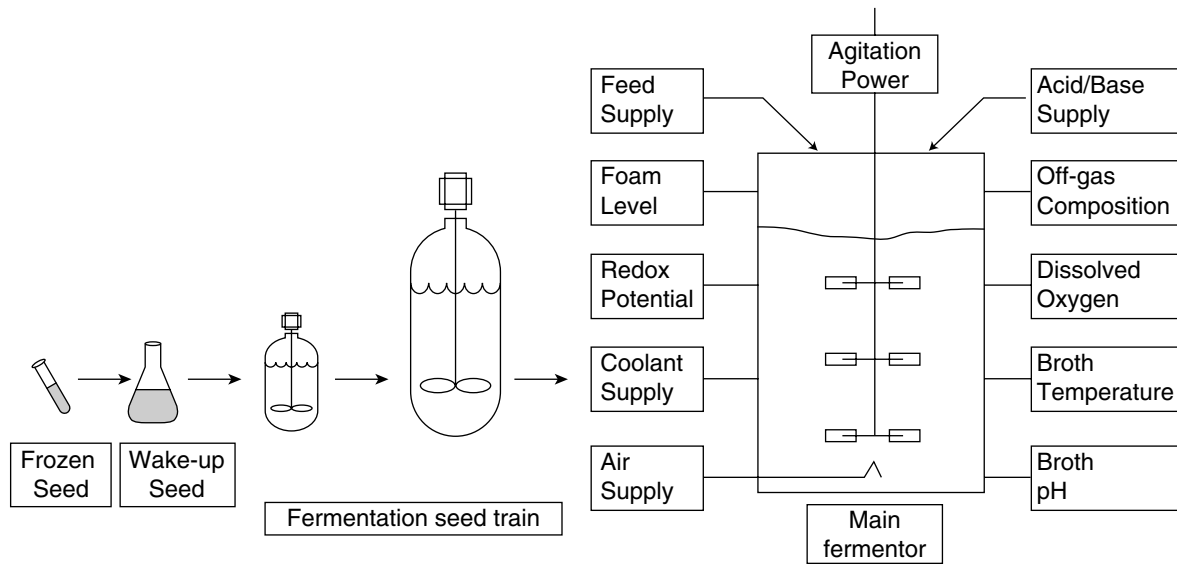 Agitation
Power
Feed
Supply
Acid/Base
Supply
Foam
Level
Off-gas
Composition
Redox
Potential
Dissolved
Oxygen
Coolant
Supply
Broth
Temperature
Frozen
Seed
Wake-up
Seed
Air
Supply
Broth
pH
Fermentation seed train
Main
fermentor